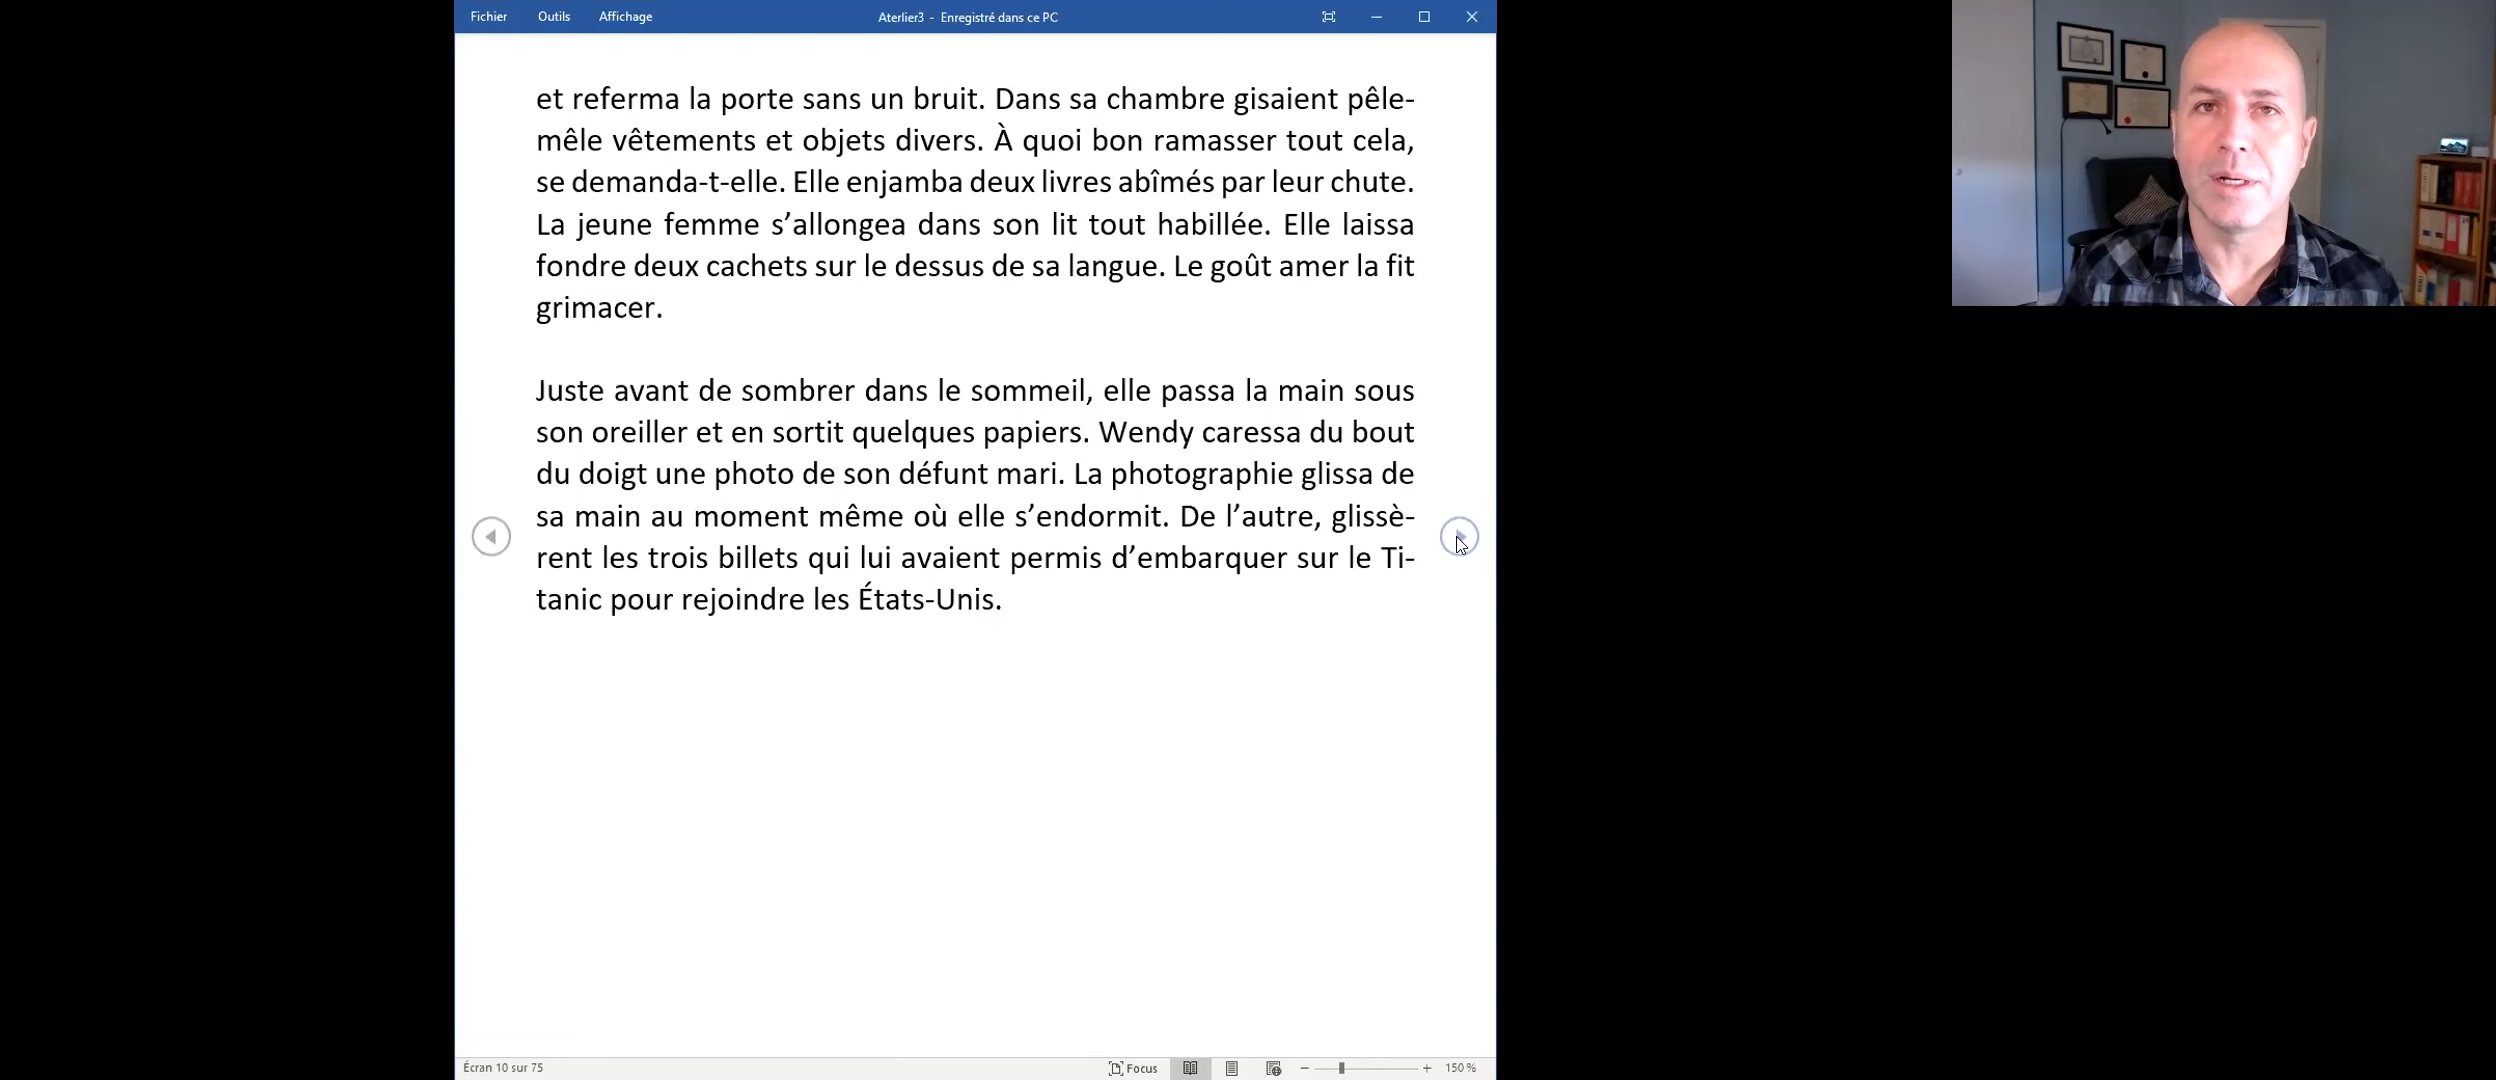 Fichier Outils Affichage Aterlier3 - Enregistré dans ce PC
et referma la porte sans un bruit. Dans sa chambre gisaient pêle-
mêle vêtements et objets divers. À quoi bon ramasser tout cela,
se demanda-t-elle. Elle enjamba deux livres abîmés par leur chute.
La jeune femme s’allongea dans son lit tout habillée. Elle laissa
fondre deux cachets sur le dessus de sa langue. Le goût amer la fit
grimacer.
Juste avant de sombrer dans le sommeil, elle passa la main sous
son oreiller et en sortit quelques papiers. Wendy caressa du bout
du doigt une photo de son défunt mari. La photographie glissa de
sa main au moment même où elle s’endormit. De l’autre, glissè-
rent les trois billets qui lui avaient permis d’embarquer sur le Ti-
tanic pour rejoindre les États-Unis.
Écran 10 sur 75 Focus 150 %